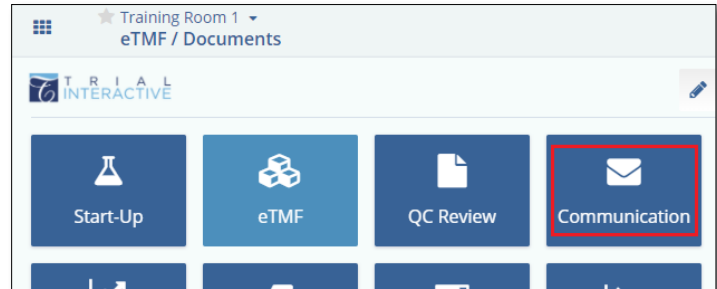 Training Room 1
eTMF / Documents
TRIAL
INTERACTIVE
Start-Up
eTMF
QC Review
Communication